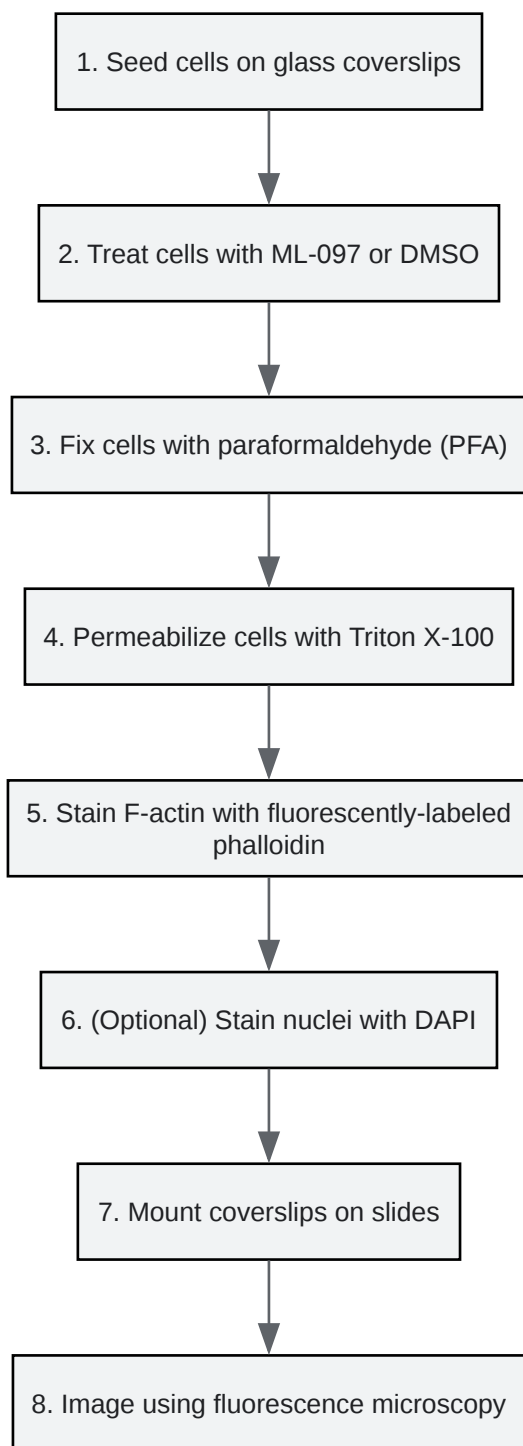 1. Seed cells on glass coverslips
2. Treat cells with ML-097 or DMSO
3. Fix cells with paraformaldehyde (PFA)
4. Permeabilize cells with Triton X-100
5. Stain F-actin with fluorescently-labeled
phalloidin
6. (Optional) Stain nuclei with DAPI
7. Mount coverslips on slides
8. Image using fluorescence microscopy